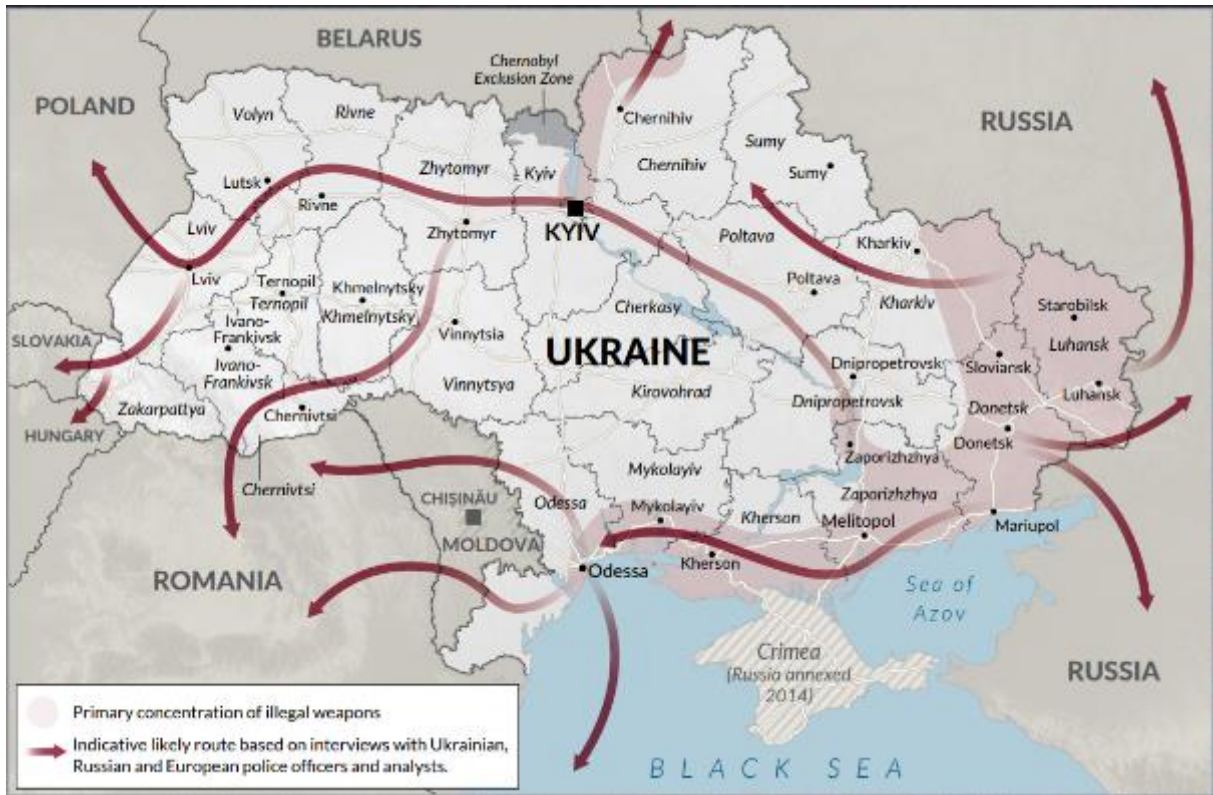 BELARUS
Chernobyl
Exclusion Zone
POLAND
Volyn
Rivne
Chernihiv
RUSSIA
Zhytomyr
Kyiv
Chernihiv
Sumy
Sumy
Lutsk
Rivne
Lviv
Zhytomyr
KYIV
Poltava
Kharkiv
Lviv
Ternopil
Ternopil
Khmelnytsky
Khmelnytsky
Poltava
Kharkiv
Cherkasy
Starobilsk
Luhansk
SLOVAKIA
Ivano-
Frankivsk
Ivano-
Frankivsk
Vinnytsia
Vinnytsya
UKRAINE
Kirovohrad
Dnipropetrovsk
Dnipropetrovsk
Sloviansk
Luhansk
Donetsk
Donetsk
Zakarpattya
Chernivtsi
HUNGARY
Chernivtsi
Zaporizhzhya
Zaporizhzhya
Mykolayiv
Mykolayiv
Odessa
Kherson
Melitopol
Mariupol
CHIȘINĂU
MOLDOVA
ROMANIA
Odessa
Kherson
Sea of
Azov
Crimea
(Russia annexed
2014)
RUSSIA
BLACK SEA
Primary concentration of illegal weapons
Indicative likely route based on interviews with Ukrainian,
Russian and European police officers and analysts.